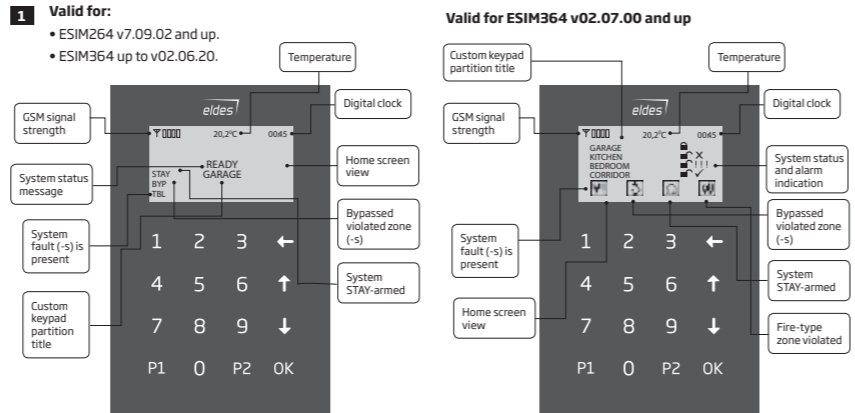 1
Valid for:
• ESIM264 v7.09.02 and up.
• ESIM364 up to v02.06.20.
Temperature
GSM signal
strength
Digital clock
System status
message
Home screen
view
System
fault (-s) is
present
Bypassed
violated zone
(-s)
System
STAY-armed
Custom
keypad
partition
title
eldes
20,2°C
00:45
READY
STAY
GARAGE
BYP
TBL
1 2 3 ←
4 5 6 ↑
7 8 9 ↓
P1 0 P2 OK
Valid for ESIM364 v02.07.00 and up
Custom keypad
partition title
Temperature
GSM signal
strength
Digital clock
System status
and alarm
indication
Bypassed
violated zone
(-s)
System
fault (-s) is
present
System
STAY-armed
Home screen
view
Fire-type
zone violated
eldes
20,2°C
00:45
GARAGE
KITCHEN X
BEDROOM !!!
CORRIDOR ✓
1 2 3 ←
4 5 6 ↑
7 8 9 ↓
P1 0 P2 OK